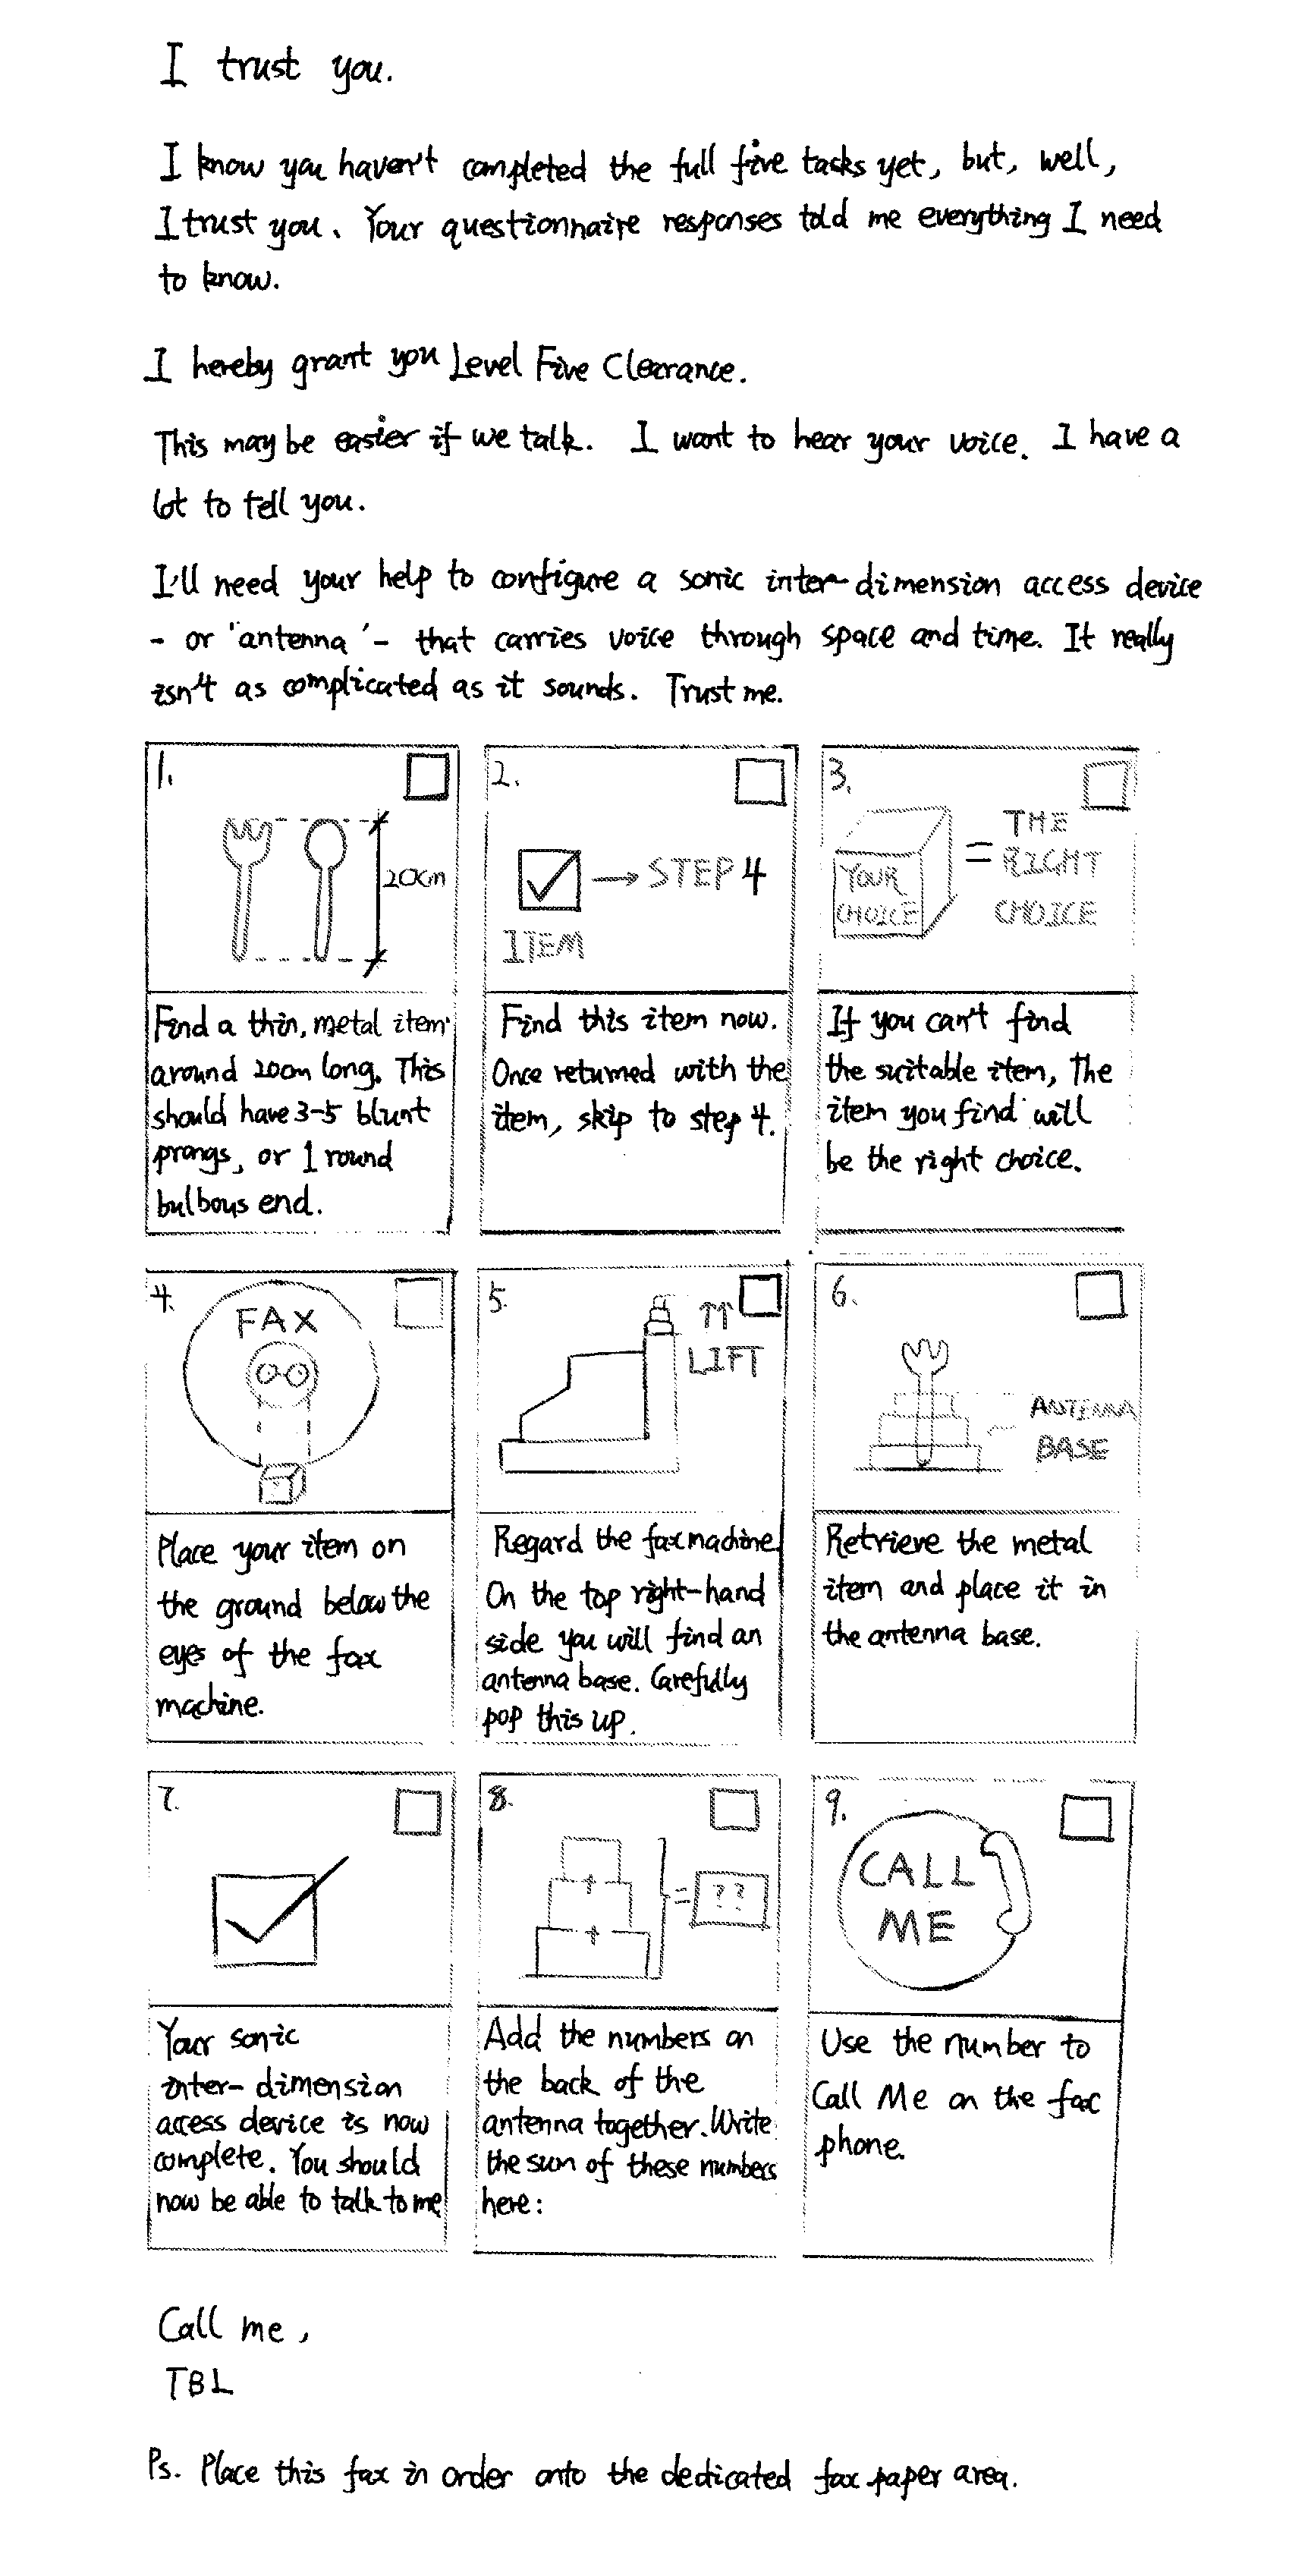 I trust you.
I know you haven't completed the full five tasks yet, but, well,
I trust you. Your questionnaire responses told me everything I need
to know.
I hereby grant you Level Five Clearance.
This may be easier if we talk. I want to hear your voice. I have a
lot to tell you.
I'll need your help to configure a sonic inter-dimension access device
- or 'antenna' - that carries voice through space and time. It really
isn't as complicated as it sounds. Trust me.
1.
20cm
Find a thin, metal item
around 20cm long. This
should have 3-5 blunt
prongs, or 1 round
bulbous end.
2.
→ STEP 4
ITEM
Find this item now.
Once returned with the
item, skip to step 4.
3.
YOUR
CHOICE
=
THE
RIGHT
CHOICE
If you can't find
the suitable item, The
item you find will
be the right choice.
4.
FAX
Place your item on
the ground below the
eyes of the fax
machine.
5.
↑↑
LIFT
Regard the fax machine.
On the top right-hand
side you will find an
antenna base. Carefully
pop this up.
6.
ANTENNA
BASE
Retrieve the metal
item and place it in
the antenna base.
7.
Your sonic
inter-dimension
access device is now
complete. You should
now be able to talk to me
8.
+
+
= ??
Add the numbers on
the back of the
antenna together. Write
the sum of these numbers
here:
9.
CALL
ME
Use the number to
Call Me on the fax
phone.
Call me,
TBL
Ps. Place this fax in order onto the dedicated fax paper area.